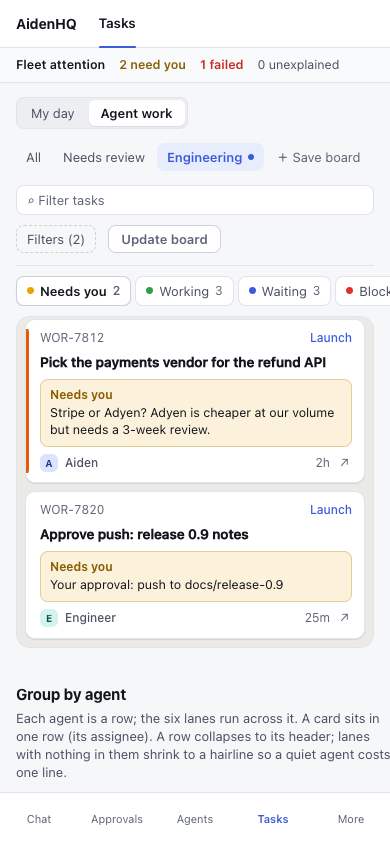 AidenHQ Tasks
Fleet attention 2 need you 1 failed 0 unexplained
My day Agent work
All Needs review Engineering + Save board
Filter tasks
Filters (2) Update board
Needs you 2 Working 3 Waiting 3 Block
WOR-7812 Launch
Pick the payments vendor for the refund API
Needs you
Stripe or Adyen? Adyen is cheaper at our volume
but needs a 3-week review.
A Aiden 2h ↗
WOR-7820 Launch
Approve push: release 0.9 notes
Needs you
Your approval: push to docs/release-0.9
E Engineer 25m ↗
Group by agent
Each agent is a row; the six lanes run across it. A card sits in
one row (its assignee). A row collapses to its header; lanes
with nothing in them shrink to a hairline so a quiet agent costs
one line.
Chat Approvals Agents Tasks More